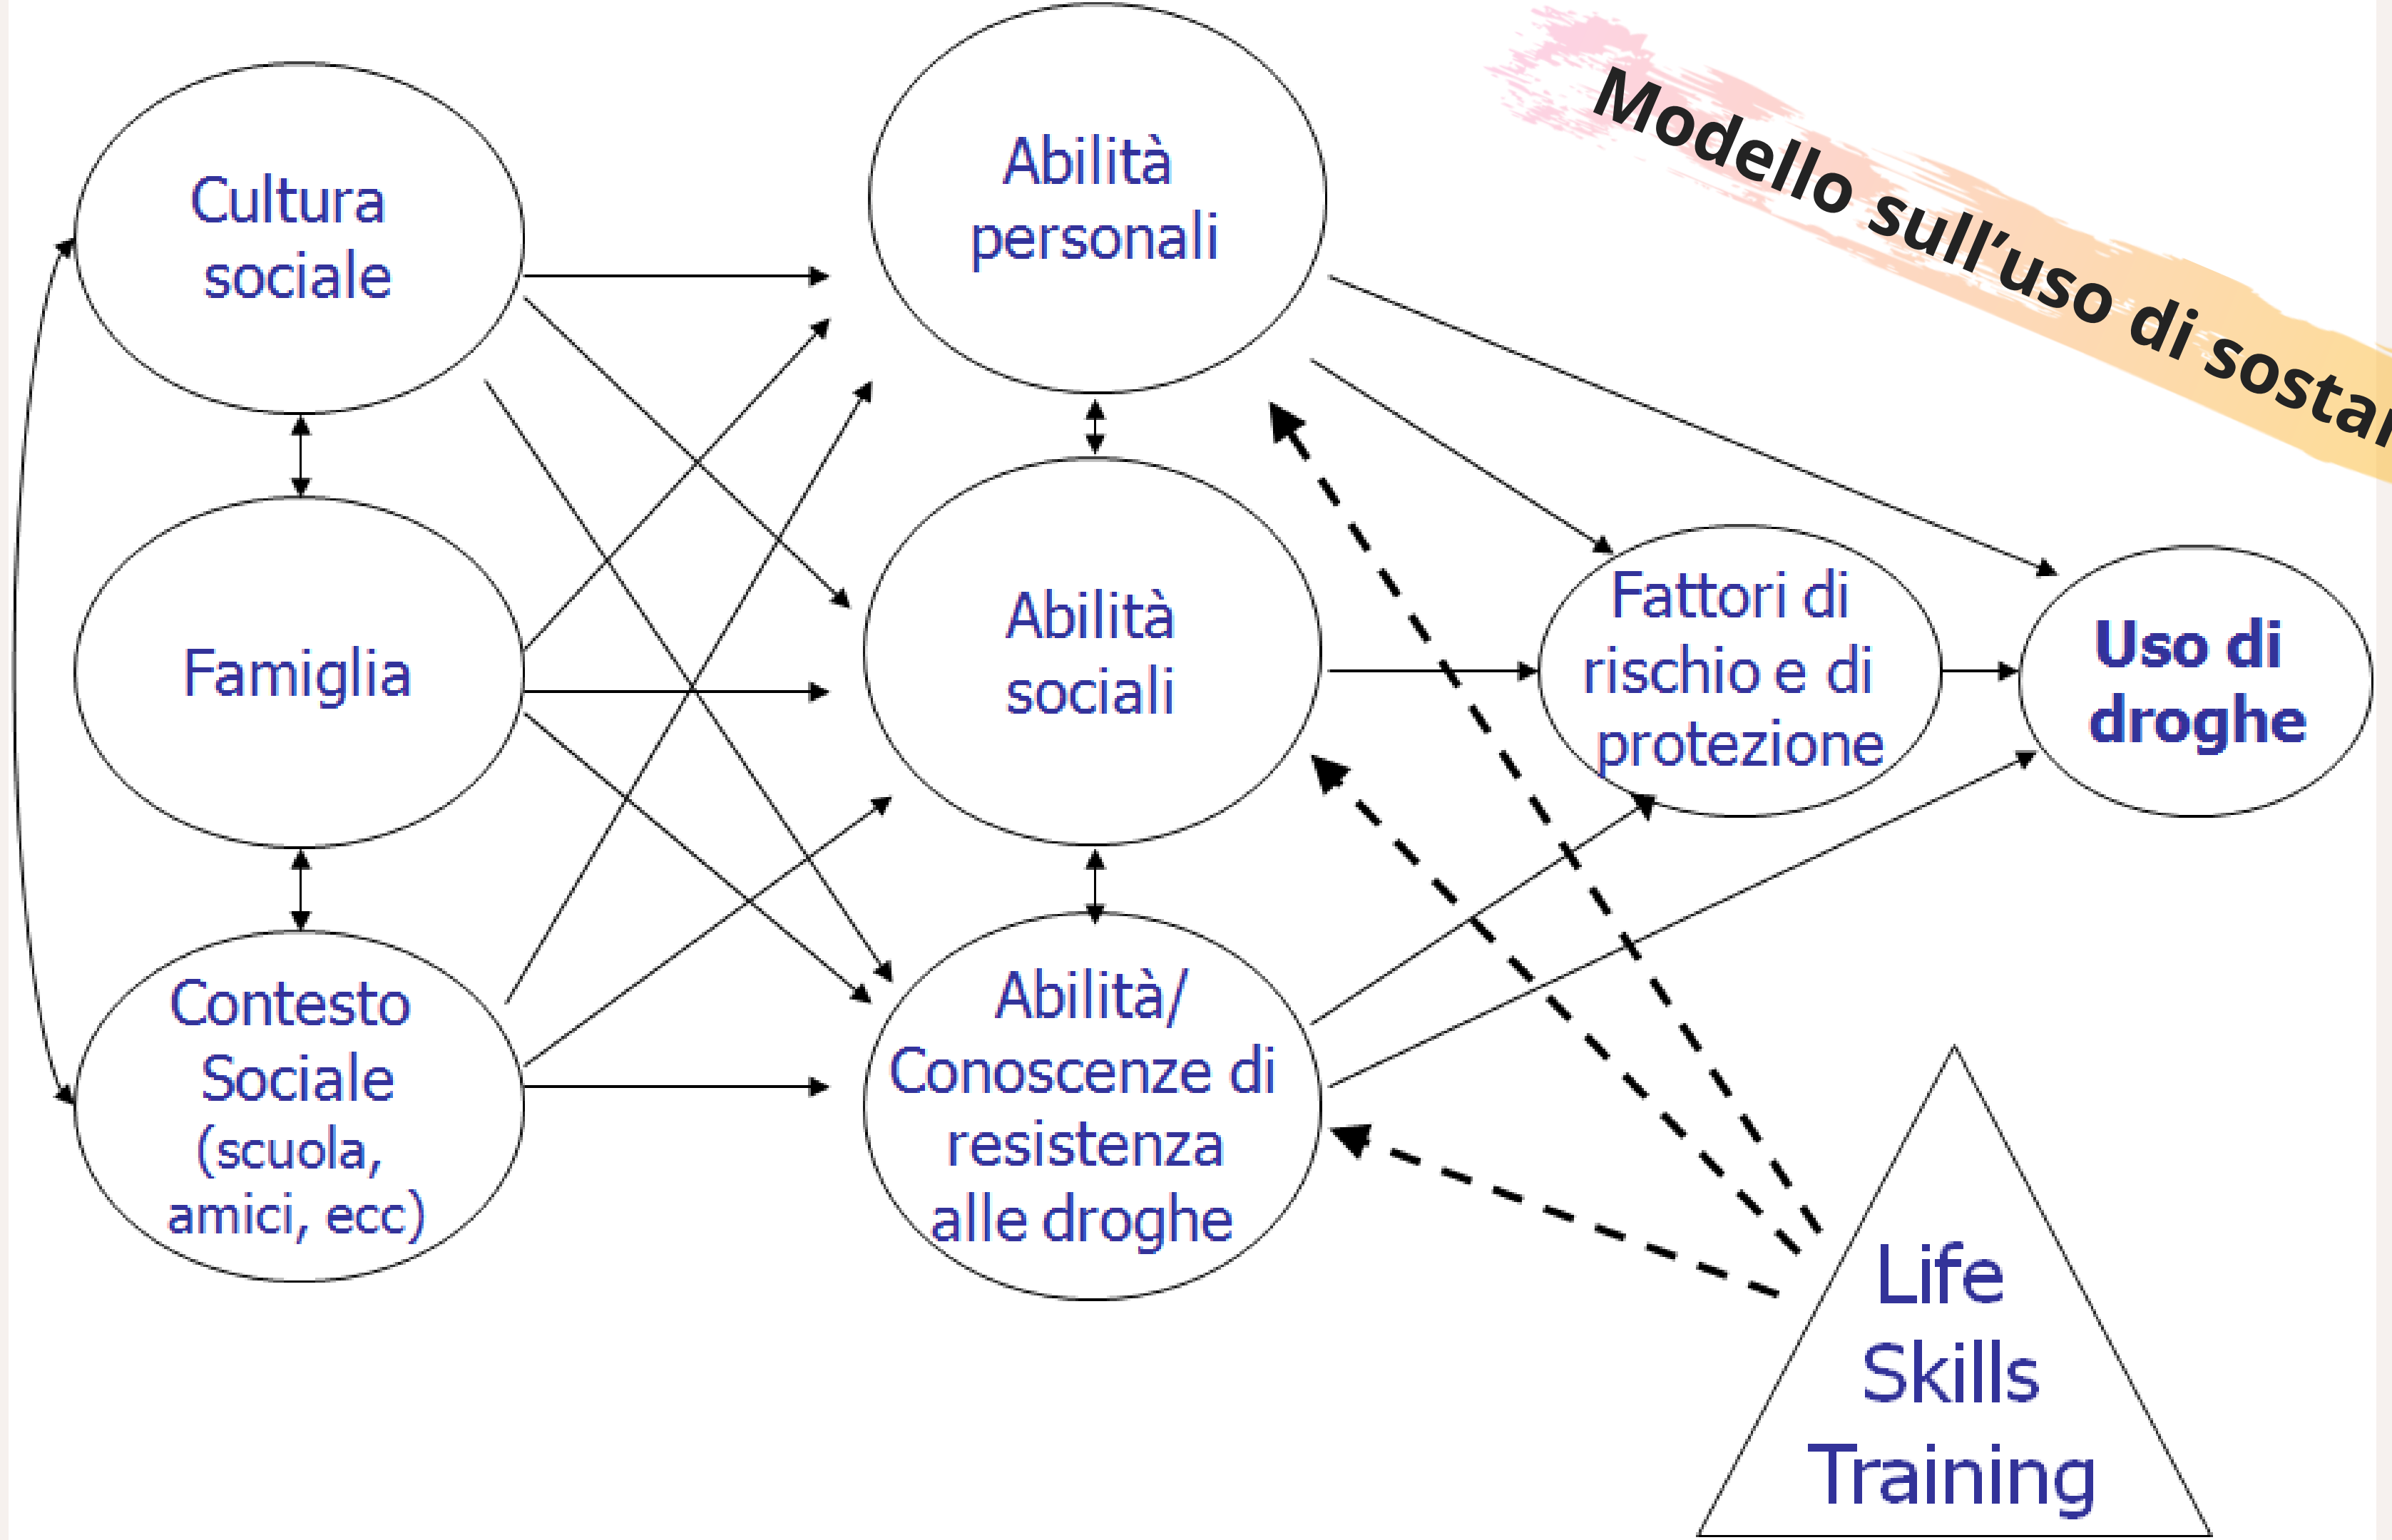 Modello sull'uso di
Cultura
sociale
Abilità
personali
Famiglia
Abilità
sociali
Fattori di
rischio e di
protezione
Uso di
droghe
Contesto
Sociale
(scuola,
amici, ecc)
Abilità/
Conoscenze di
resistenza
alle droghe
Life
Skills
Training